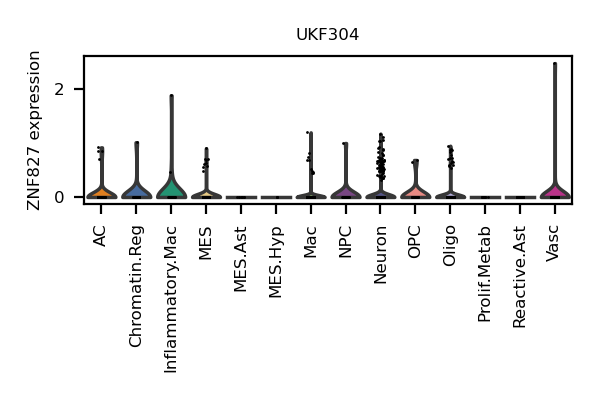 UKF304
ZNF827 expression
2
0
AC
Chromatin.Reg
Inflammatory.Mac
MES
MES.Ast
MES.Hyp
Mac
NPC
Neuron
OPC
Oligo
Prolif.Metab
Reactive.Ast
Vasc